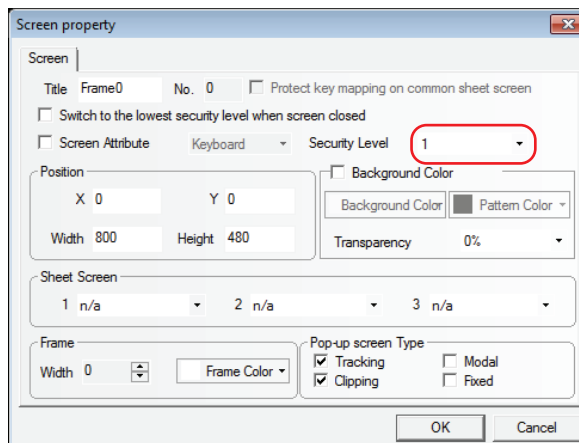 Screen property
Screen
Title Frame0 No. 0 Protect key mapping on common sheet screen
Switch to the lowest security level when screen closed
Screen Attribute Keyboard Security Level 1
Position Background Color
X 0 Y 0 Background Color Pattern Color
Width 800 Height 480 Transparency 0%
Sheet Screen
1 n/a 2 n/a 3 n/a
Frame Pop-up screen Type
Width 0 Frame Color Tracking Modal
Clipping Fixed
OK Cancel